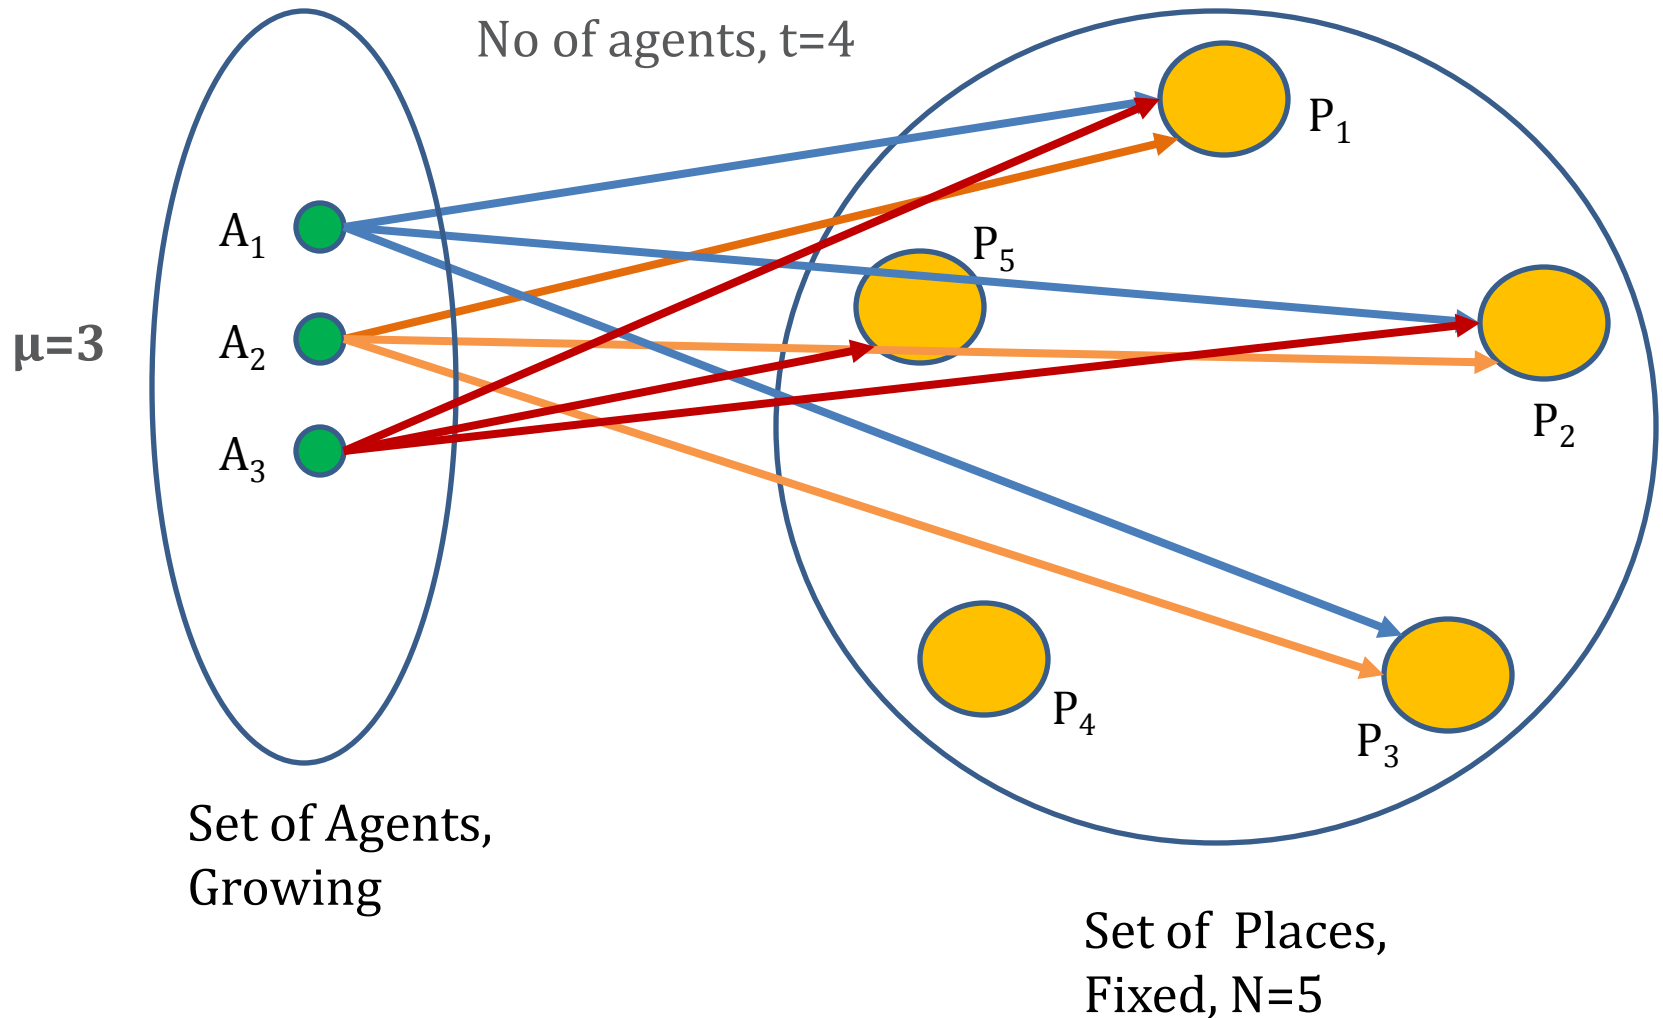 No of agents, t=4
P₁
A₁
P₅
μ=3
A₂
P₂
A₃
P₄
P₃
Set of Agents,
Growing
Set of Places,
Fixed, N=5